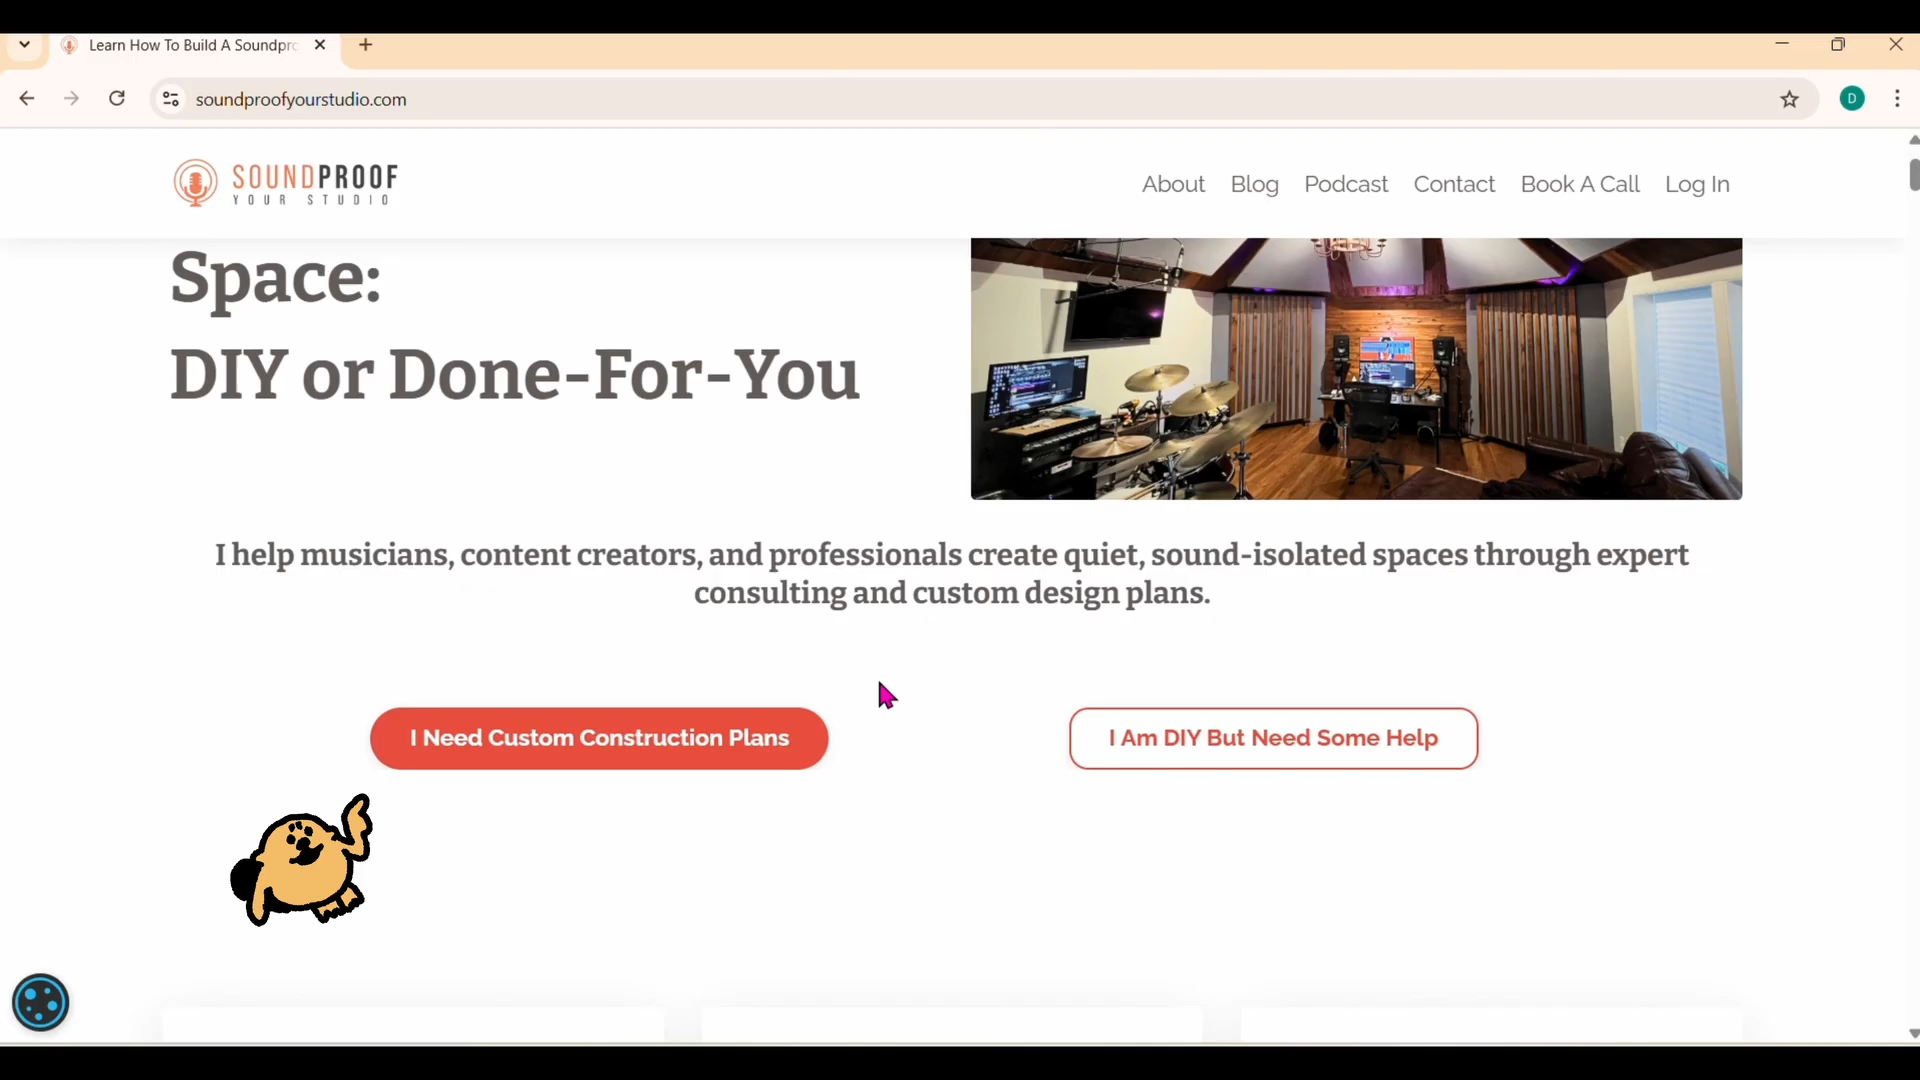 Learn How To Build A Soundpro
soundproofyourstudio.com
D
SOUNDPROOF
YOUR STUDIO
About Blog Podcast Contact Book A Call Log In
Space:
DIY or Done-For-You
I help musicians, content creators, and professionals create quiet, sound-isolated spaces through expert
consulting and custom design plans.
I Need Custom Construction Plans
I Am DIY But Need Some Help